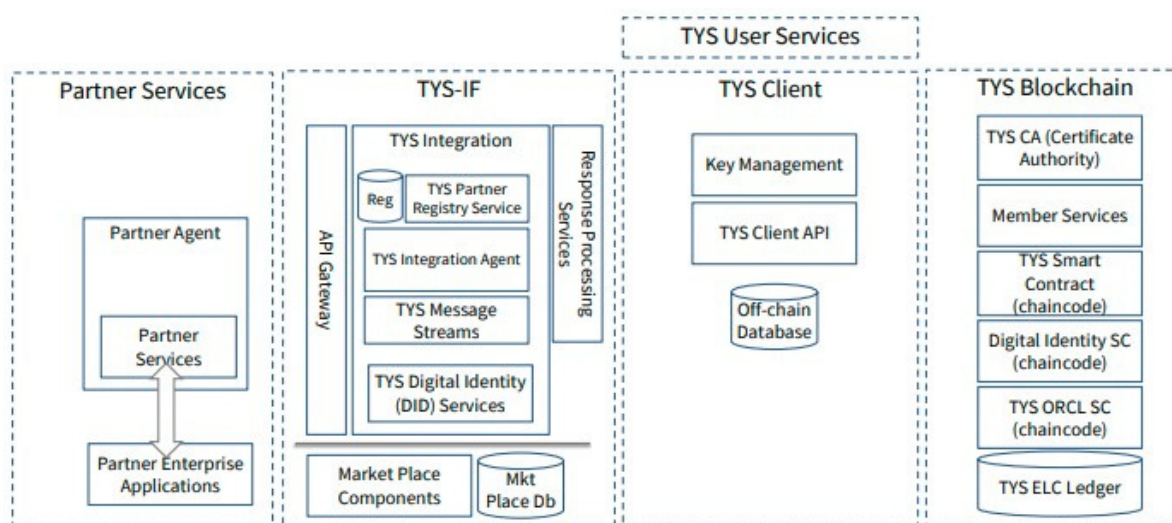 TYS User Services
Partner Services
Partner Agent
Partner
Services
Partner Enterprise
Applications
TYS-IF
API Gateway
TYS Integration
Reg
TYS Partner
Registry Service
TYS Integration Agent
TYS Message
Streams
TYS Digital Identity
(DID) Services
Response Processing
Services
Market Place
Components
Mkt
Place Db
TYS Client
Key Management
TYS Client API
Off-chain
Database
TYS Blockchain
TYS CA (Certificate
Authority)
Member Services
TYS Smart
Contract
(chaincode)
Digital Identity SC
(chaincode)
TYS ORCL SC
(chaincode)
TYS ELC Ledger